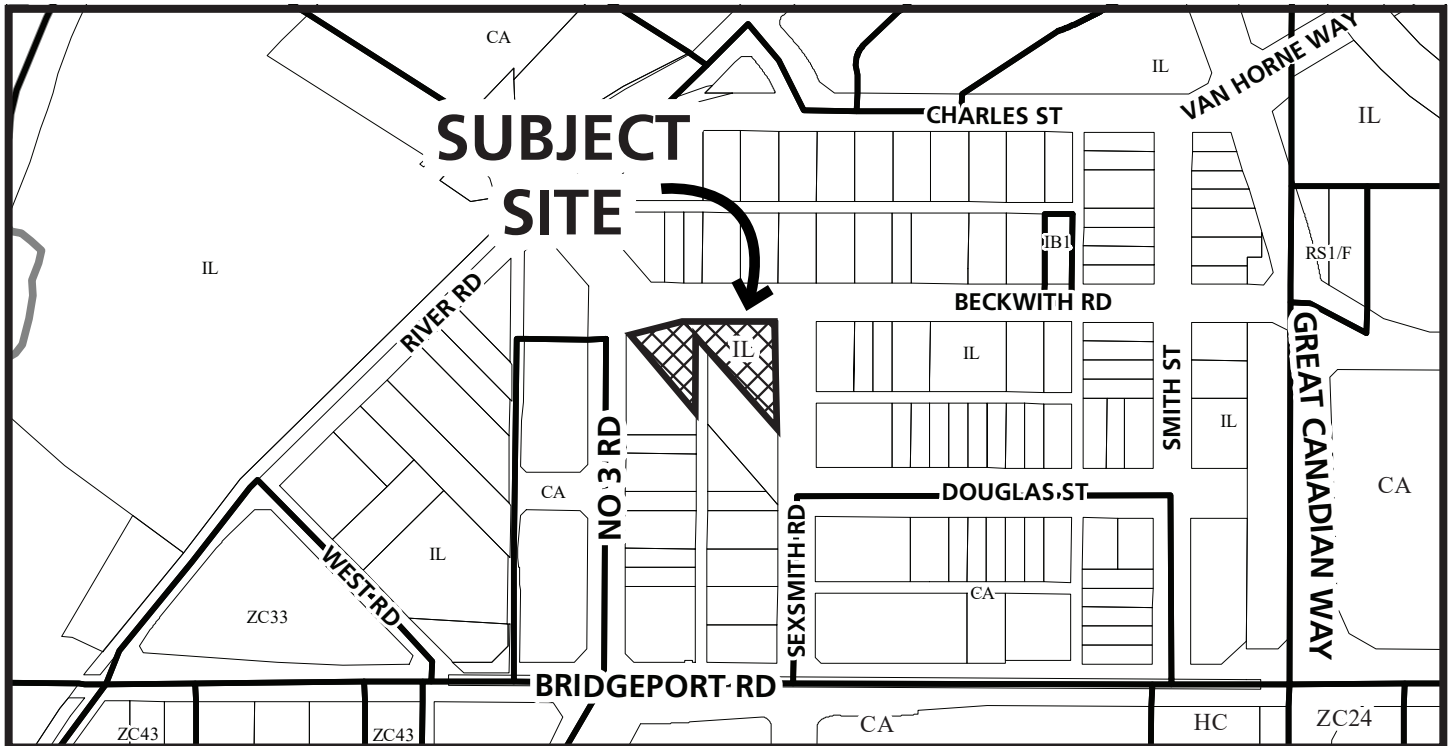 CA
IL
VAN HORNE WAY
CHARLES ST
IL
SUBJECT
SITE
IB1
RS1/F
IL
RIVER RD
BECKWITH RD
IL
IL
SMITH ST
GREAT CANADIAN WAY
IL
NO 3 RD
CA
CA
DOUGLAS ST
SEXSMITH RD
WEST RD
IL
CA
ZC33
BRIDGEPORT RD
ZC43
ZC43
CA
HC
ZC24